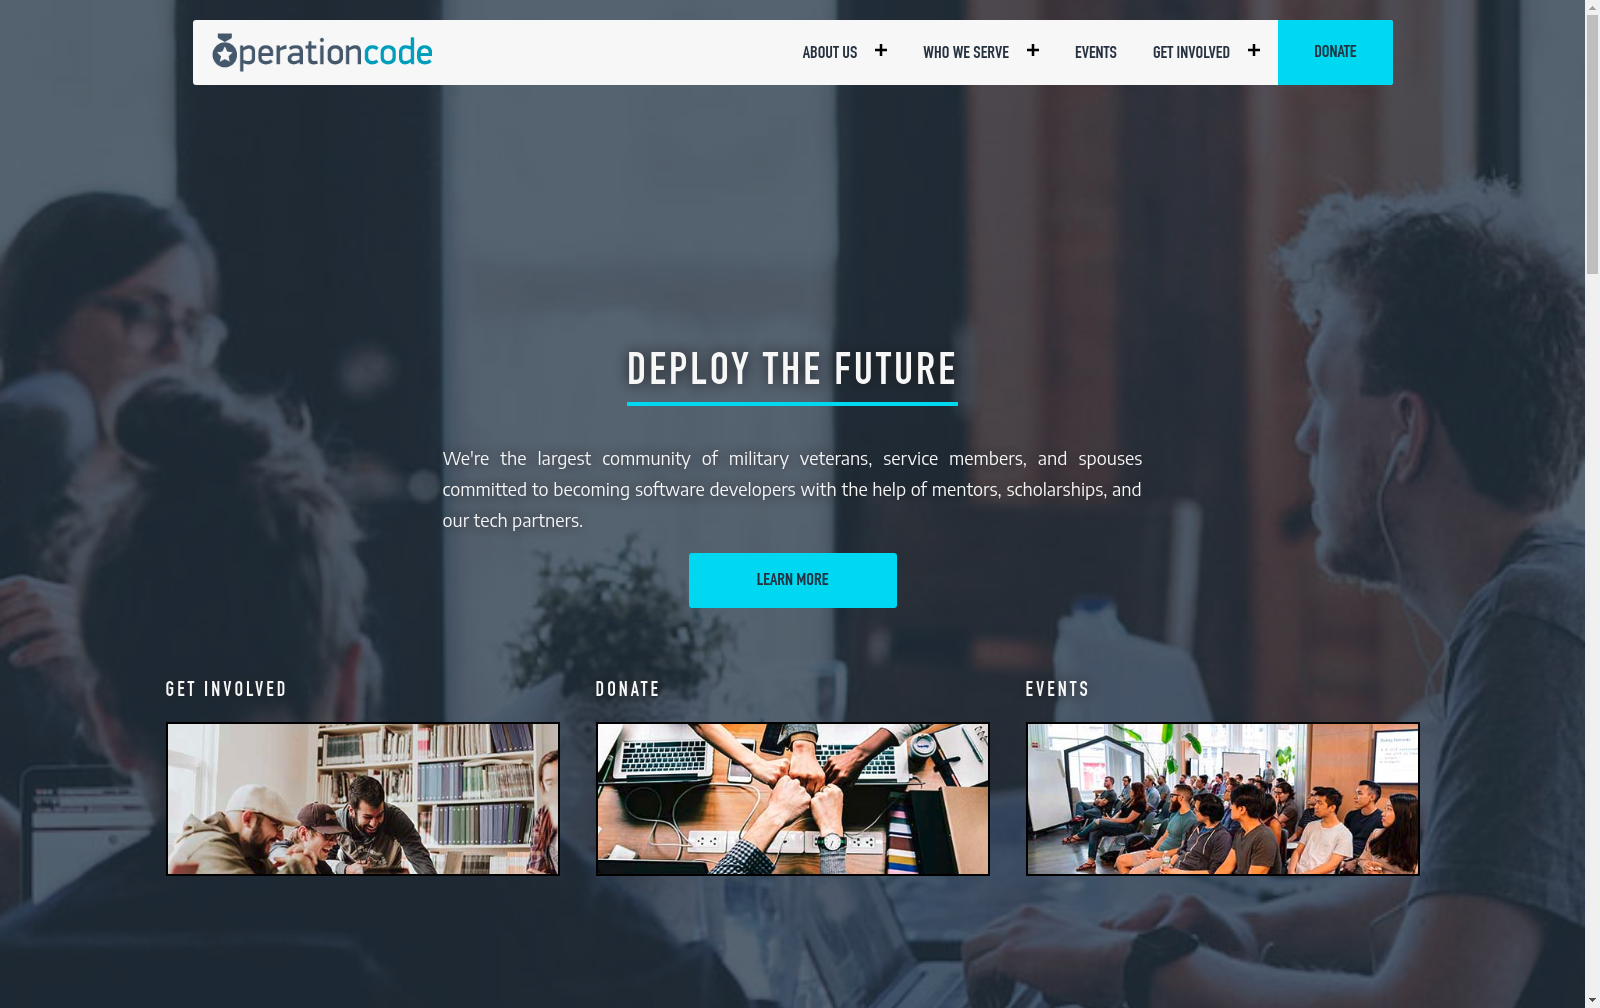 operationcode
ABOUT US
WHO WE SERVE
EVENTS
GET INVOLVED
DONATE
DEPLOY THE FUTURE
We're the largest community of military veterans, service members, and spouses
committed to becoming software developers with the help of mentors, scholarships, and
our tech partners.
LEARN MORE
GET INVOLVED
DONATE
EVENTS